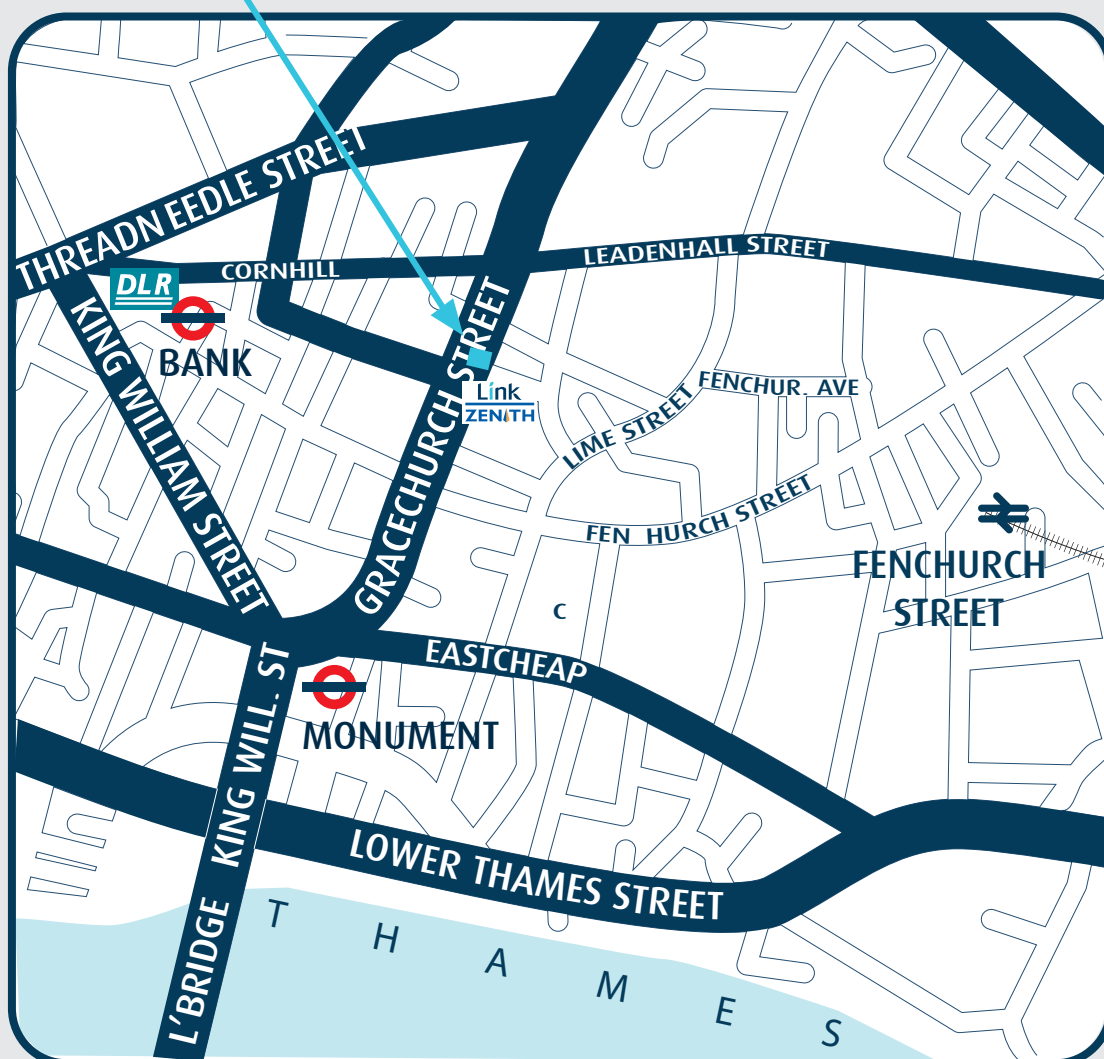 THREADN EEDLE STREET
CORNHILL
LEADENHALL STREET
DLR
BANK
KING WILLIAM STREET
GRACECHURCH STREET
Link
ZENITH
FENCHUR. AVE
LIME STREET
FEN HURCH STREET
FENCHURCH
STREET
C
EASTCHEAP
KING WILL. ST
MONUMENT
LOWER THAMES STREET
L'BRIDGE
T H A M E S